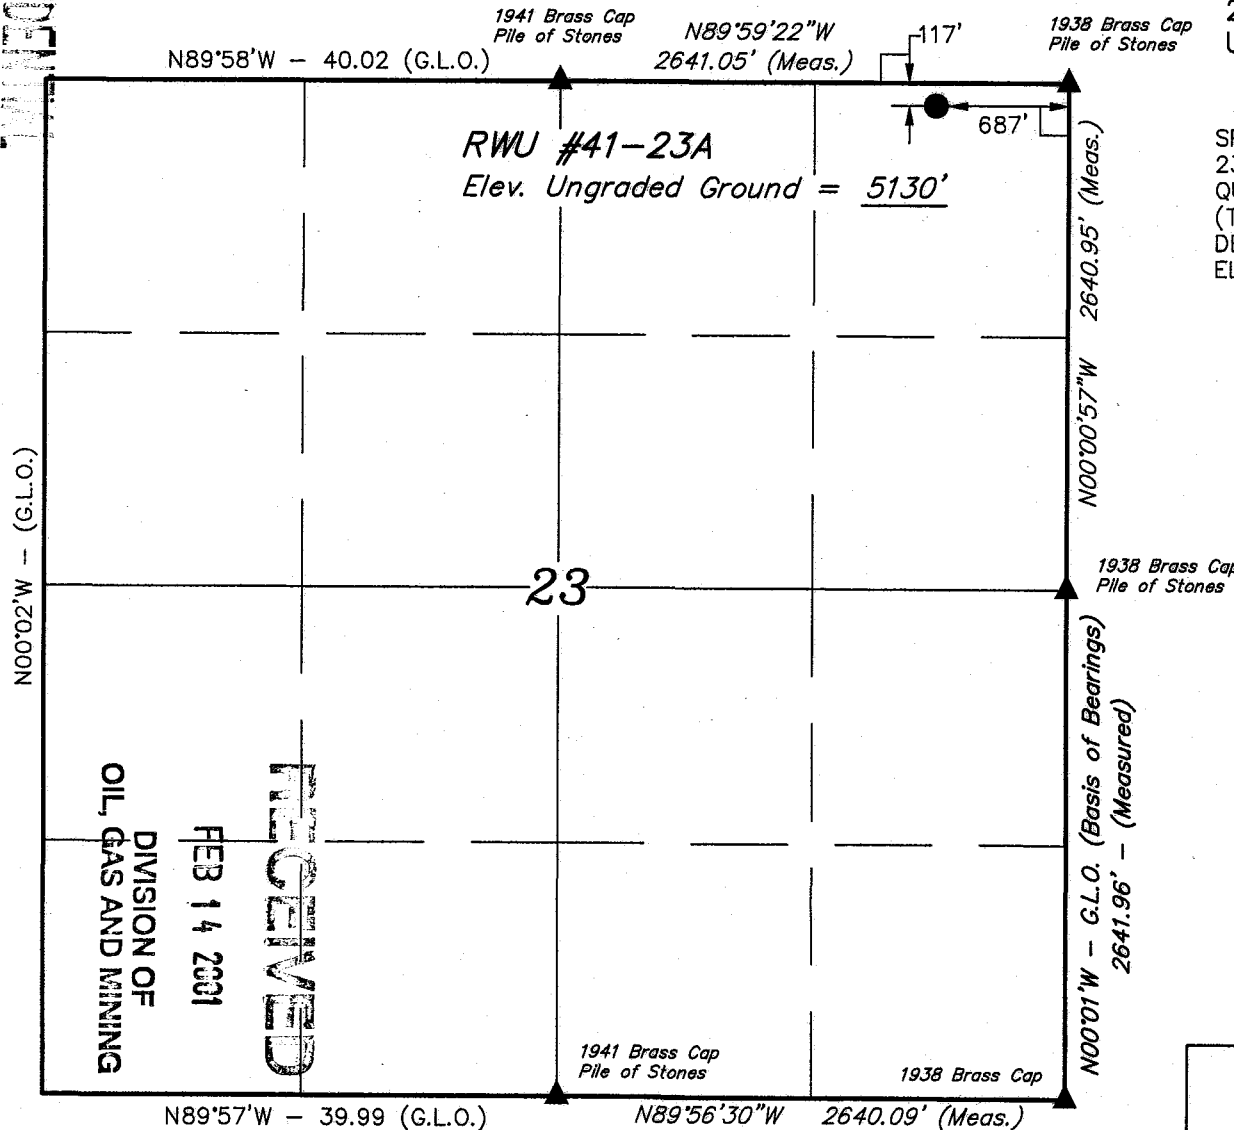 1941 Brass Cap
Pile of Stones
N89°59'22"W
2641.05' (Meas.)
117'
1938 Brass Cap
Pile of Stones
N89°58'W – 40.02 (G.L.O.)
687'
RWU #41-23A
Elev. Ungraded Ground = 5130'
2640.95' (Meas.)
N00°00'57"W
N00°02'W – (G.L.O.)
23
1938 Brass Cap
Pile of Stones
N00°01'W – G.L.O. (Basis of Bearings)
2641.96' – (Measured)
RECEIVED
FEB 14 2001
DIVISION OF
OIL, GAS AND MINING
1941 Brass Cap
Pile of Stones
1938 Brass Cap
N89°57'W – 39.99 (G.L.O.)
N89°56'30"W 2640.09' (Meas.)